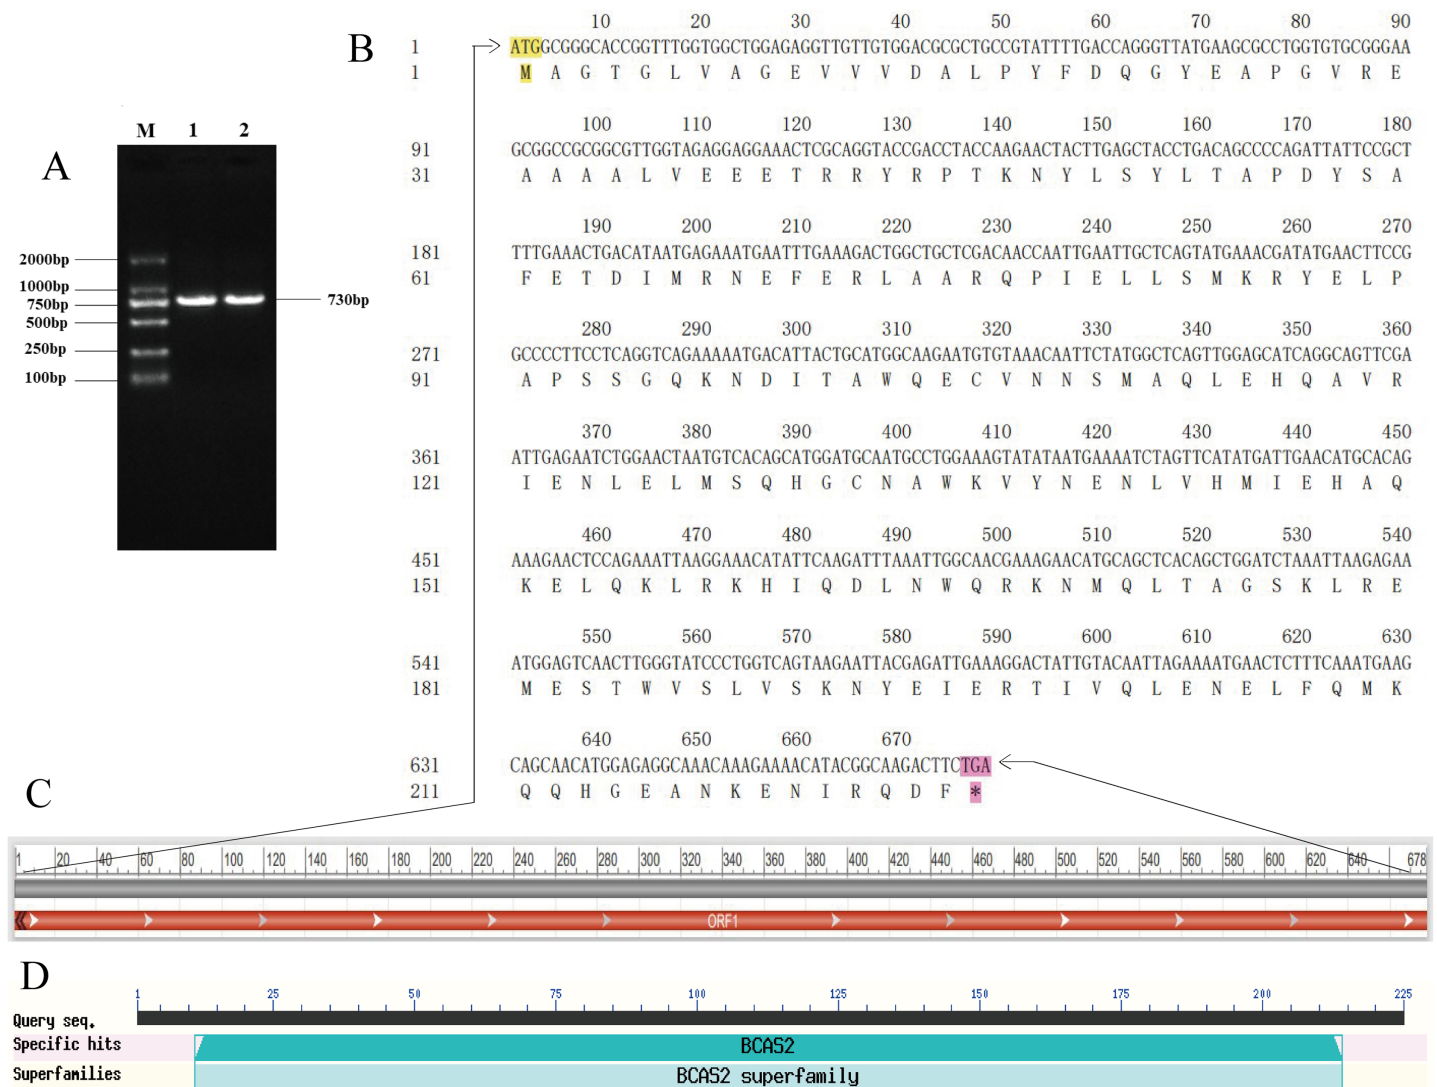 A
M 1 2
2000bp
1000bp
750bp
500bp
250bp
100bp
730bp
B
10 20 30 40 50 60 70 80 90
1 ATGGCGGGCACCGGTTTGGTGGCTGGAGAGGTTGTTGTGGACGCGCTGCCGTATTTTGACCAGGGTTATGAAGCGCCTGGTGTGCGGGAA
1 M A G T G L V A G E V V V D A L P Y F D Q G Y E A P G V R E
100 110 120 130 140 150 160 170 180
91 GCGGCCGCGGCGTTGGTAGAGGAGGAAACTCGCAGGTACCGACCTACCAAGAACTACTTGAGCTACCTGACAGCCCCAGATTATTCCGCT
31 A A A A L V E E E T R R Y R P T K N Y L S Y L T A P D Y S A
190 200 210 220 230 240 250 260 270
181 TTTGAAACTGACATAATGAGAAATGAATTTGAAAGACTGGCTGCTCGACAACCAATTGAATTGCTCAGTATGAAACGATATGAACTTCCG
61 F E T D I M R N E F E R L A A R Q P I E L L S M K R Y E L P
280 290 300 310 320 330 340 350 360
271 GCCCCTTCCTCAGGTCAGAAAAATGACATTACTGCATGGCAAGAATGTGTAAACAATTCTATGGCTCAGTTGGAGCATCAGGCAGTTCGA
91 A P S S G Q K N D I T A W Q E C V N N S M A Q L E H Q A V R
370 380 390 400 410 420 430 440 450
361 ATTGAGAATCTGGAACTAATGTCACAGCATGGATGCAATGCCTGGAAAGTATATAATGAAAATCTAGTTCATATGATTGAACATGCACAG
121 I E N L E L M S Q H G C N A W K V Y N E N L V H M I E H A Q
460 470 480 490 500 510 520 530 540
451 AAAGAACTCCAGAAATTAAGGAAACATATTCAAGATTTAAATTGGCAACGAAAGAACATGCAGCTCACAGCTGGATCTAAATTAAGAGAA
151 K E L Q K L R K H I Q D L N W Q R K N M Q L T A G S K L R E
550 560 570 580 590 600 610 620 630
541 ATGGAGTCAACTTGGGTATCCCTGGTCAGTAAGAATTACGAGATTGAAAGGACTATTGTACAATTAGAAAATGAACTCTTTCAAATGAAG
181 M E S T W V S L V S K N Y E I E R T I V Q L E N E L F Q M K
640 650 660 670
631 CAGCAACATGGAGAGGCAAACAAAGAAAACATACGGCAAGACTTCTGA
211 Q Q H G E A N K E N I R Q D F *
C
1 20 40 60 80 100 120 140 160 180 200 220 240 260 280 300 320 340 360 380 400 420 440 460 480 500 520 540 560 580 600 620 640 678
ORF1
D
1 25 50 75 100 125 150 175 200 225
Query seq.
Specific hits BCAS2
Superfamilies BCAS2 superfamily